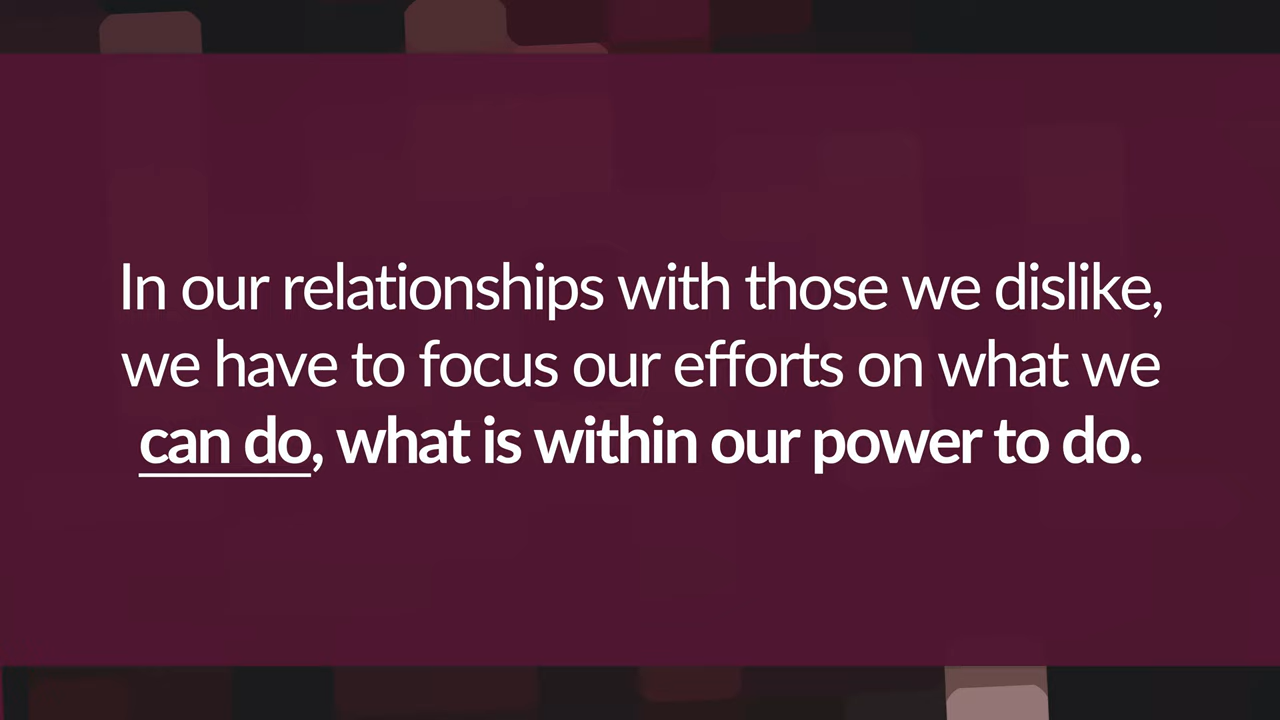 In our relationships with those we dislike,
we have to focus our efforts on what we
can do, what is within our power to do.